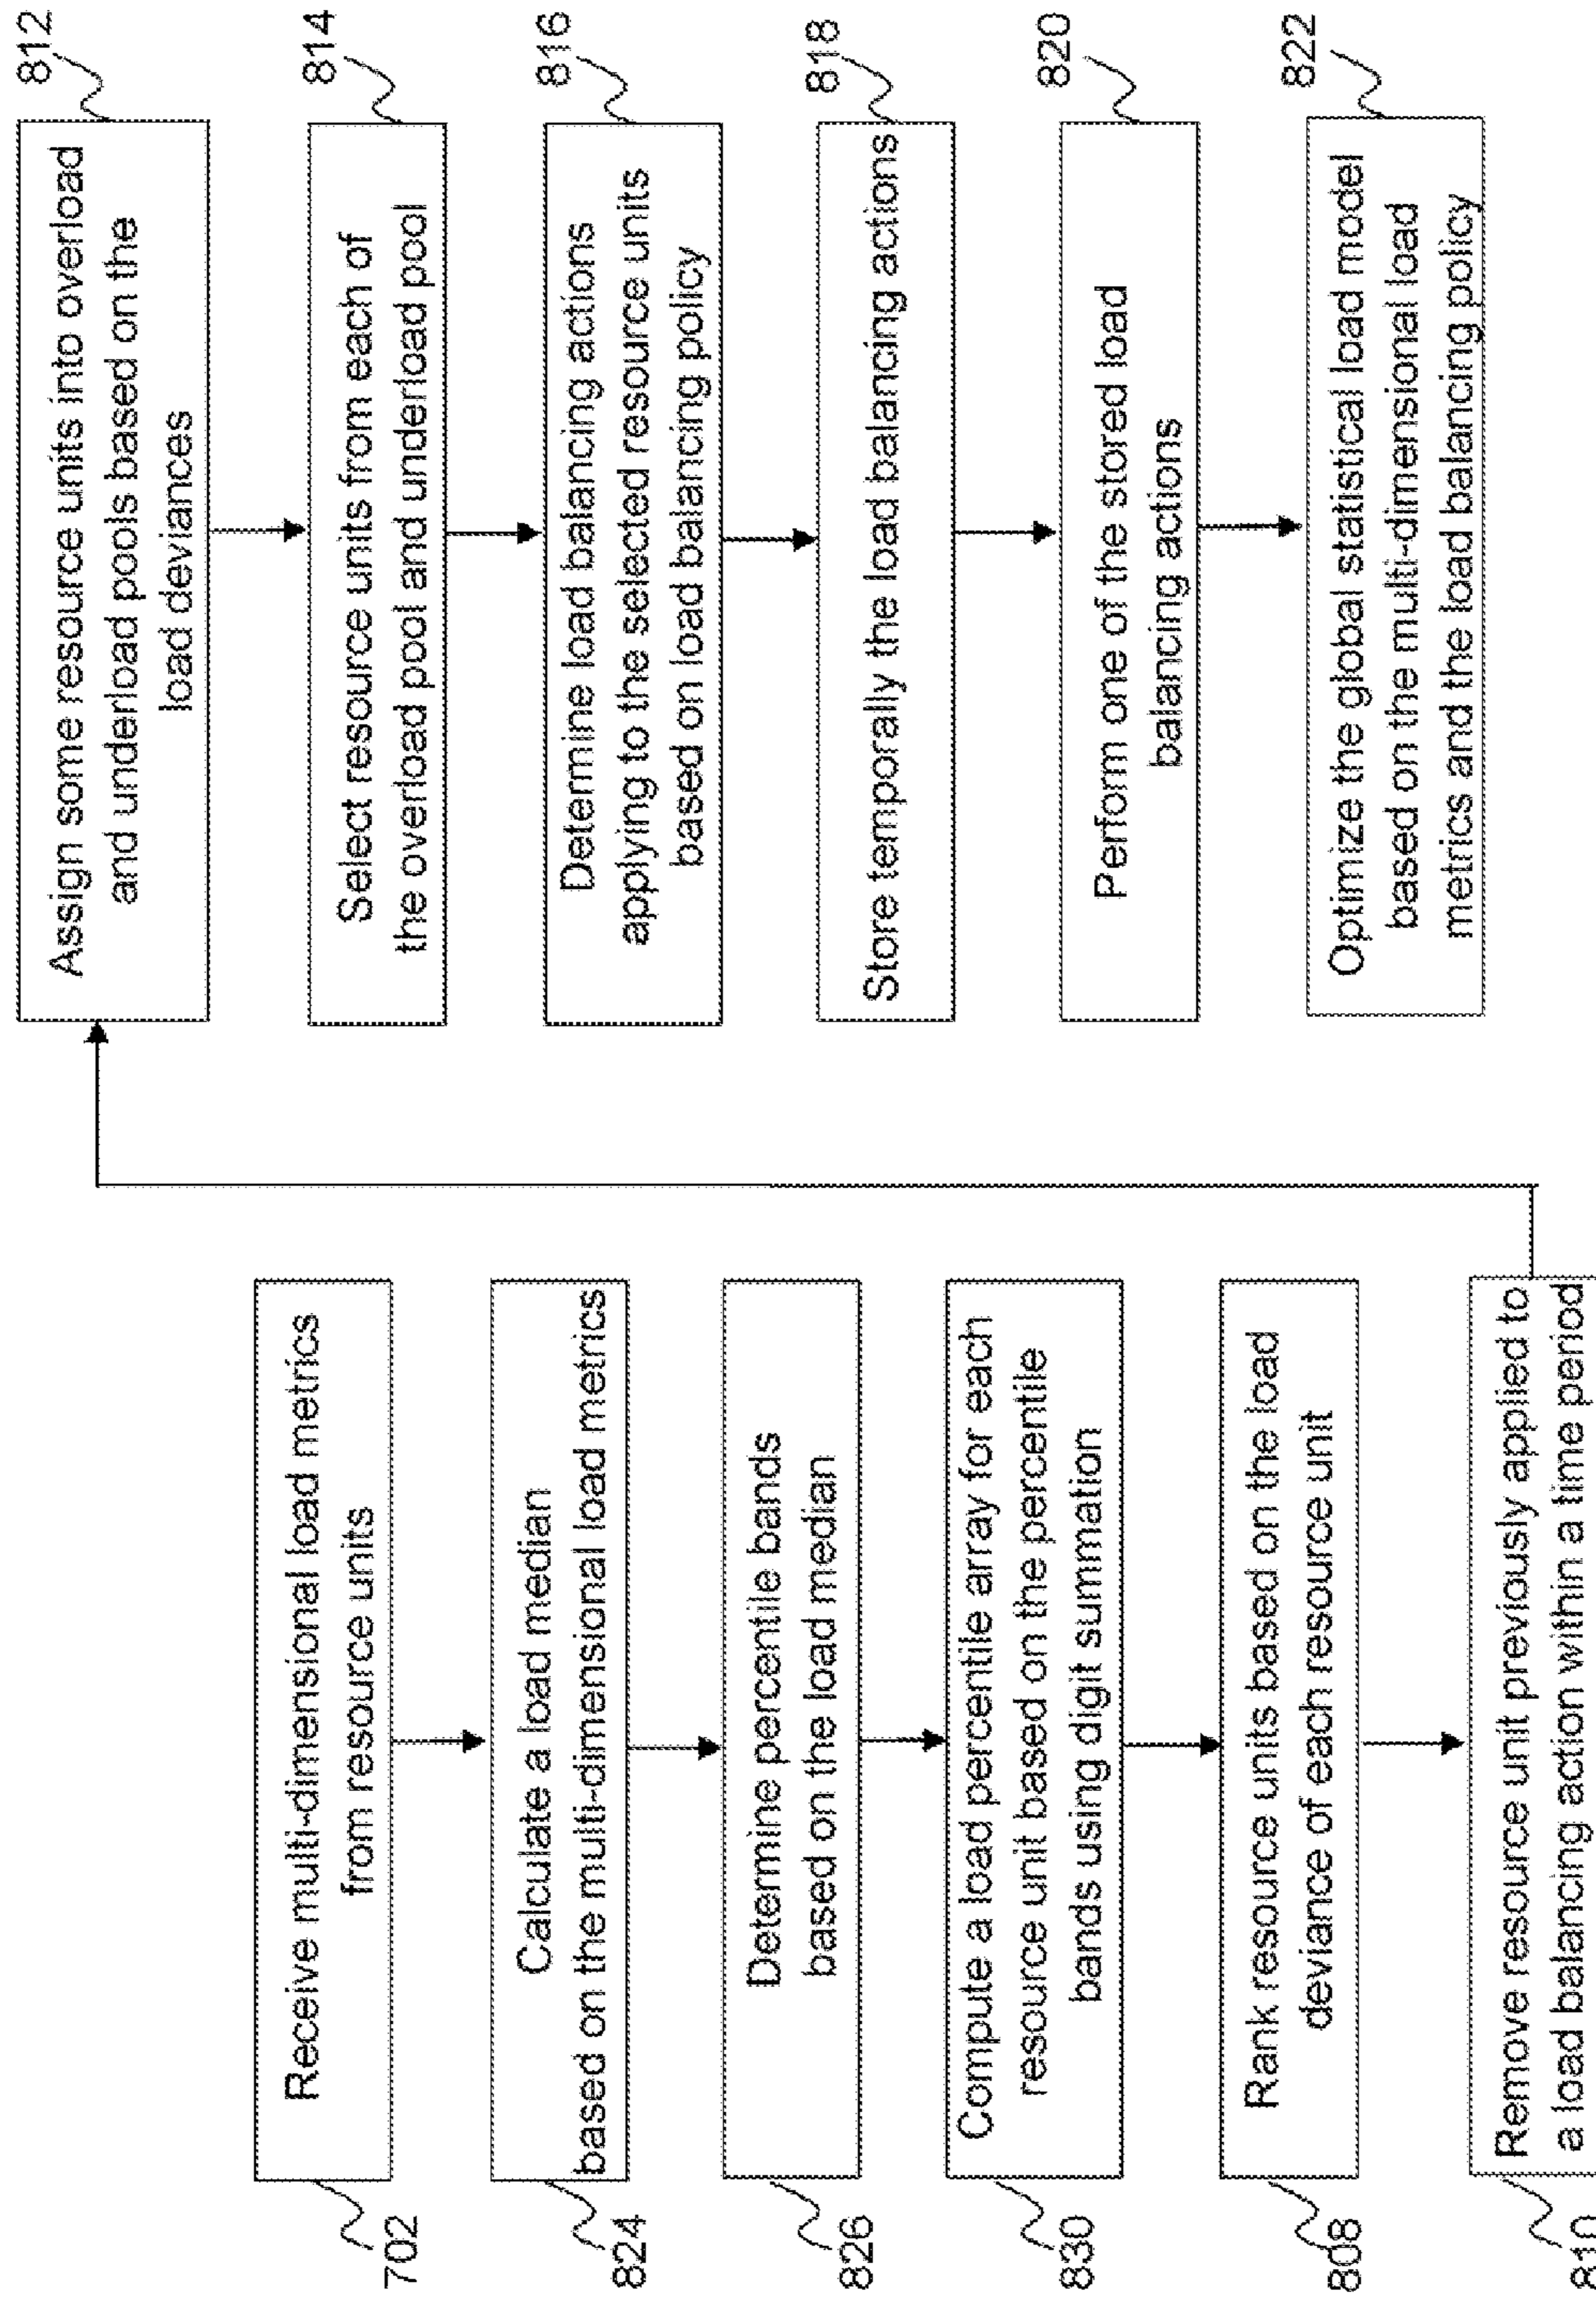 702
Receive multi-dimensional load metrics
from resource units
824
Calculate a load median
based on the multi-dimensional load metrics
826
Determine percentile bands
based on the load median
830
Compute a load percentile array for each
resource unit based on the percentile
bands using digit summation
808
Rank resource units based on the load
deviance of each resource unit
810
Remove resource unit previously applied to
a load balancing action within a time period
812
Assign some resource units into overload
and underload pools based on the
load deviances
814
Select resource units from each of
the overload pool and underload pool
816
Determine load balancing actions
applying to the selected resource units
based on load balancing policy
818
Store temporally the load balancing actions
820
Perform one of the stored load
balancing actions
822
Optimize the global statistical load model
based on the multi-dimensional load
metrics and the load balancing policy